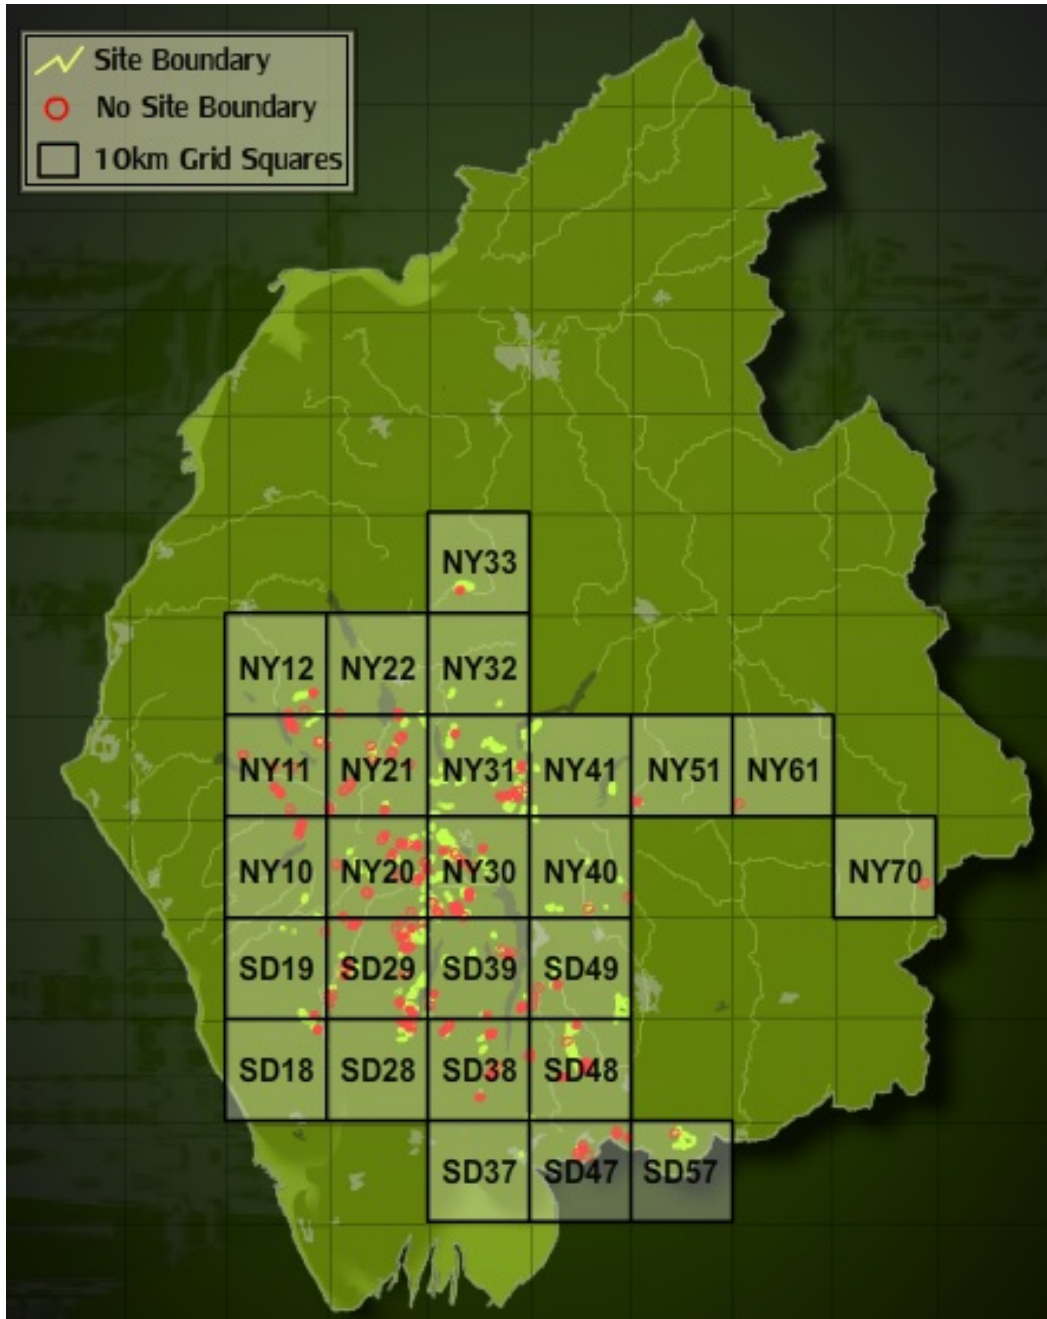 Site Boundary
No Site Boundary
10km Grid Squares
NY33
NY12 NY22 NY32
NY11 NY21 NY31 NY41 NY51 NY61
NY10 NY20 NY30 NY40 NY70
SD19 SD29 SD39 SD49
SD18 SD28 SD38 SD48
SD37 SD47 SD57